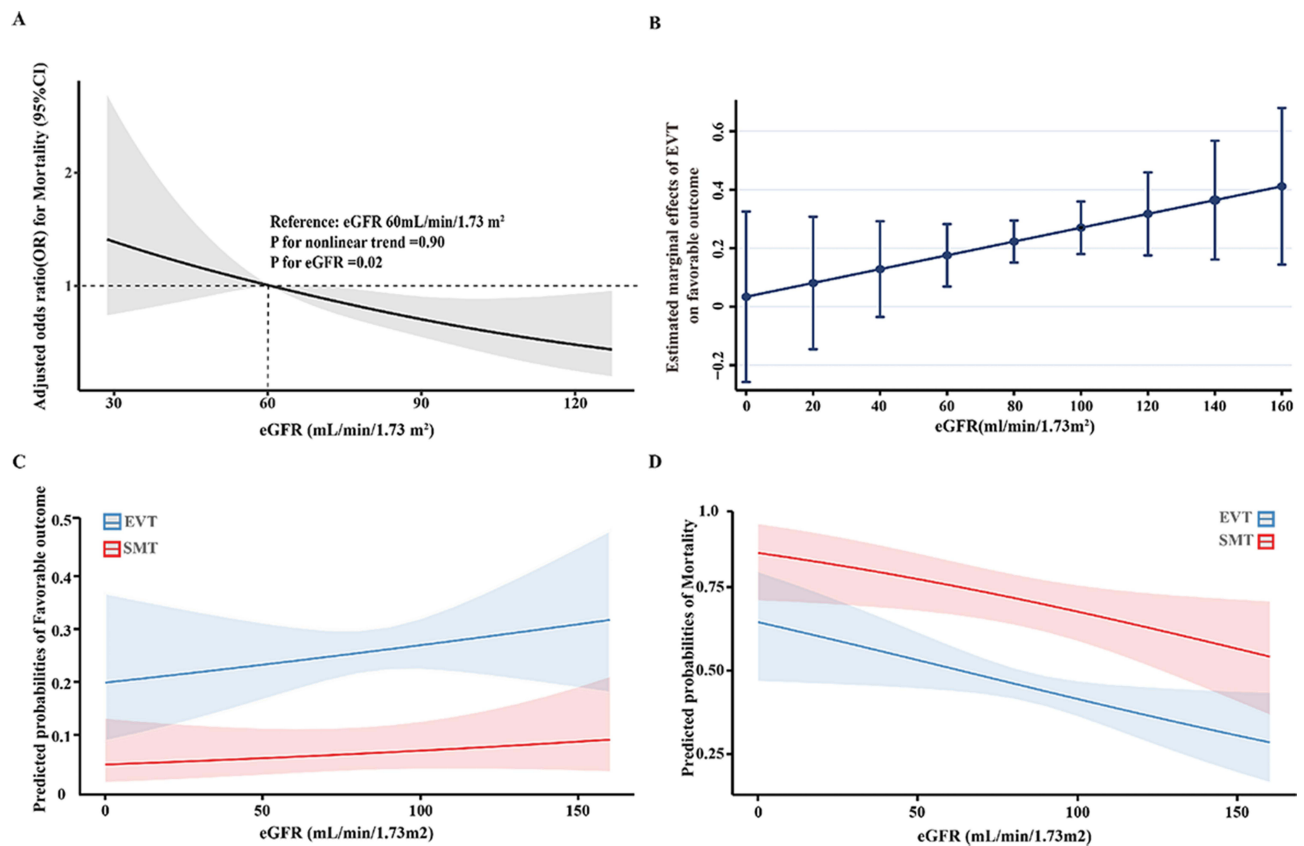 A
Adjusted odds ratio(OR) for Mortality (95%CI)
2
1
Reference: eGFR 60mL/min/1.73 m²
P for nonlinear trend =0.90
P for eGFR =0.02
30
60
90
120
eGFR (mL/min/1.73 m²)
B
Estimated marginal effects of EVT
on favorable outcome
0.6
0.4
0.2
0
−0.2
0
20
40
60
80
100
120
140
160
eGFR(ml/min/1.73m²)
C
Predicted probabilities of Favorable outcome
0.5
0.4
0.3
0.2
0.1
0
EVT
SMT
0
50
100
150
eGFR (mL/min/1.73m2)
D
Predicted probabilities of Mortality
1.0
0.75
0.50
0.25
EVT
SMT
0
50
100
150
eGFR (mL/min/1.73m2)